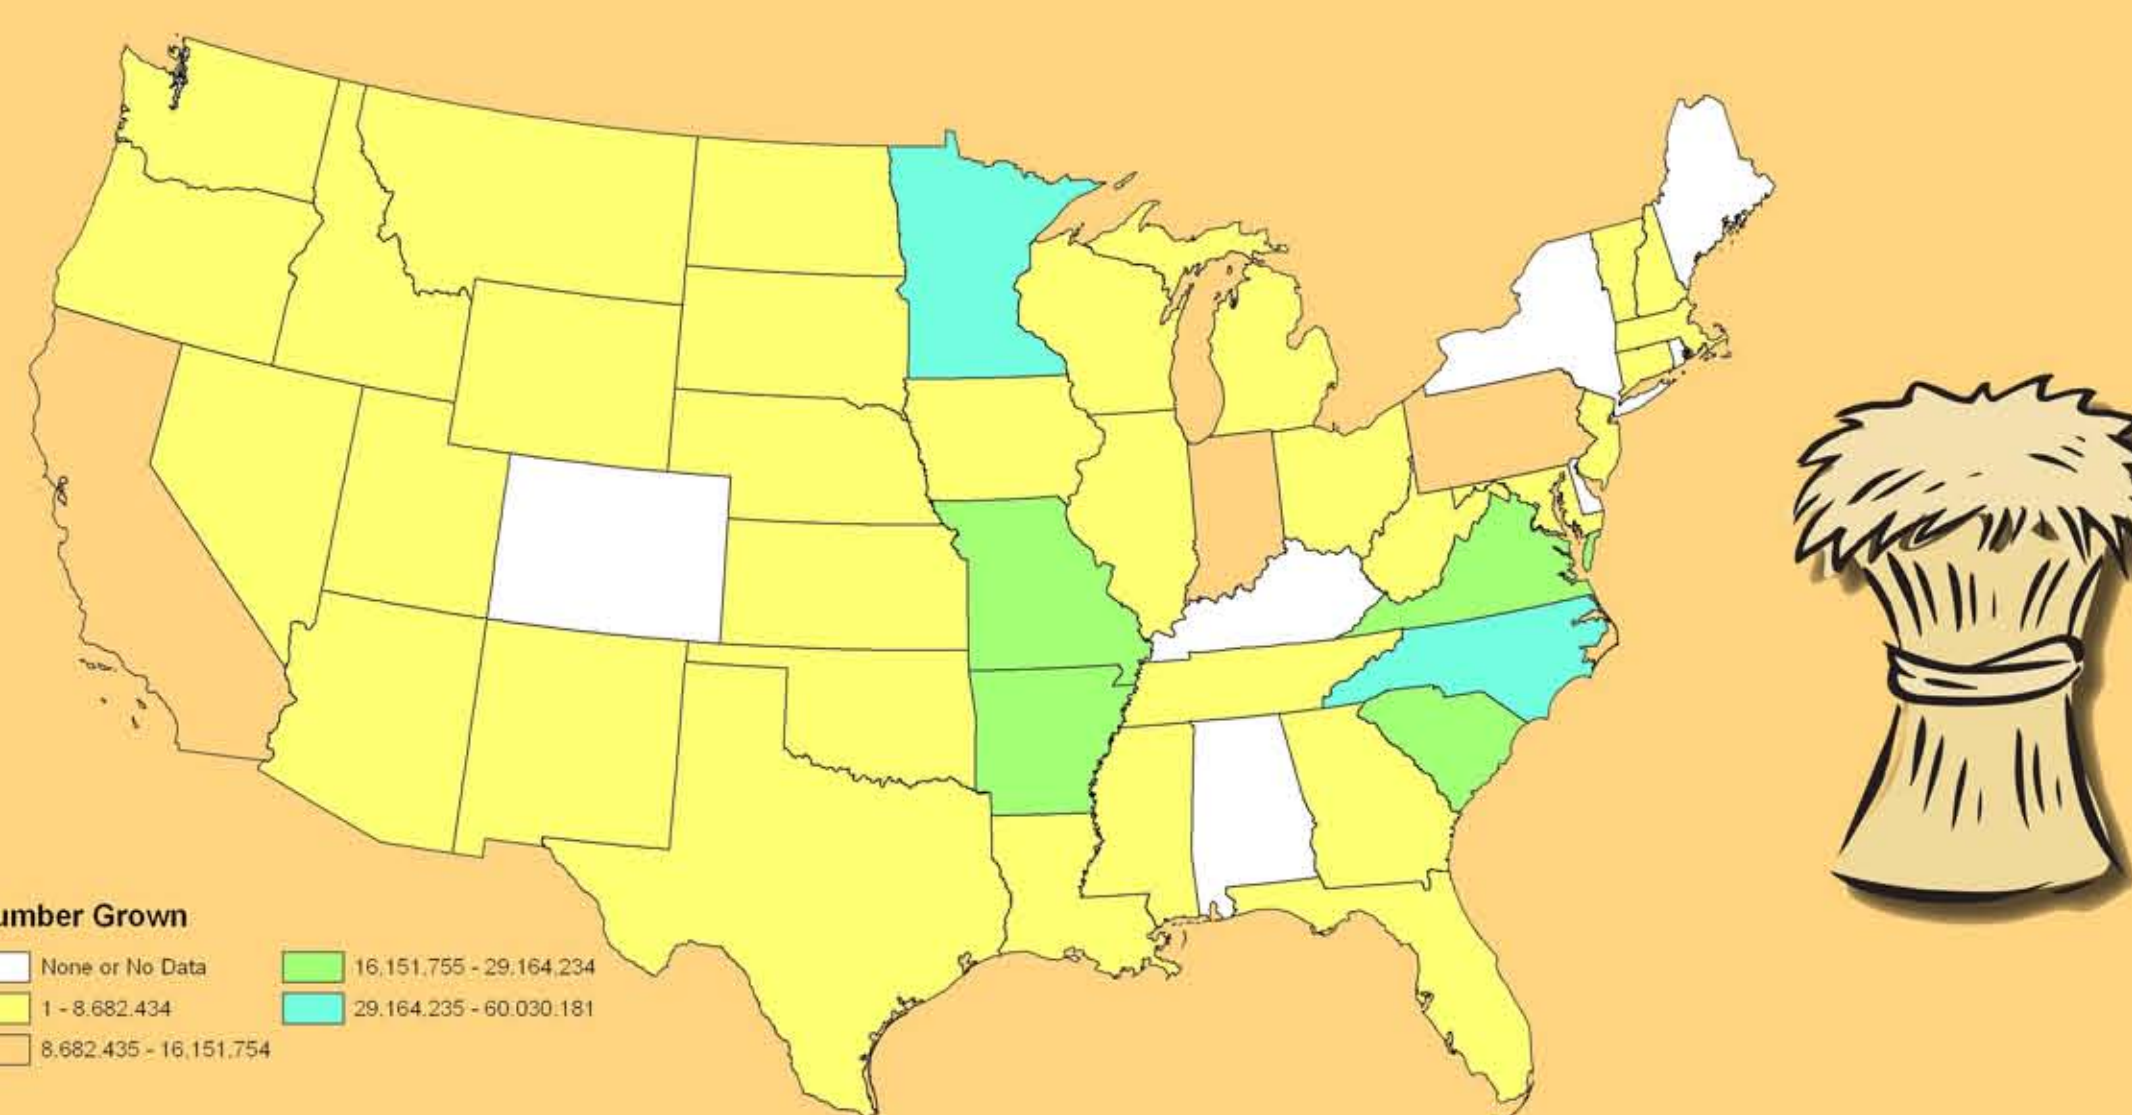 umber Grown
None or No Data
1 - 8.682.434
8.682.435 - 16,151,754
16,151,755 - 29.164,234
29.164,235 - 60.030.181